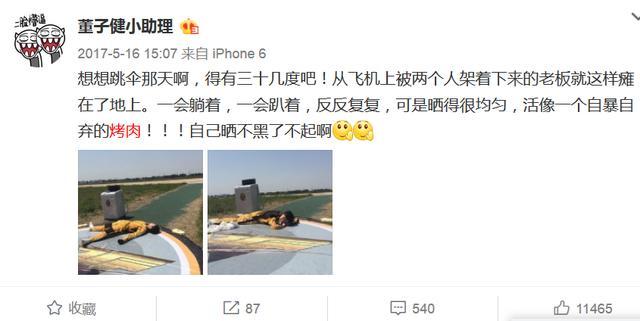 二脸懵逼
董子健小助理
2017-5-16 15:07 来自 iPhone 6
想想跳伞那天啊，得有三十几度吧！从飞机上被两个人架着下来的老板就这样瘫
在了地上。一会躺着，一会趴着，反反复复，可是晒得很均匀，活像一个自暴自
弃的烤肉！！！自己晒不黑了不起啊
收藏
87
540
11465